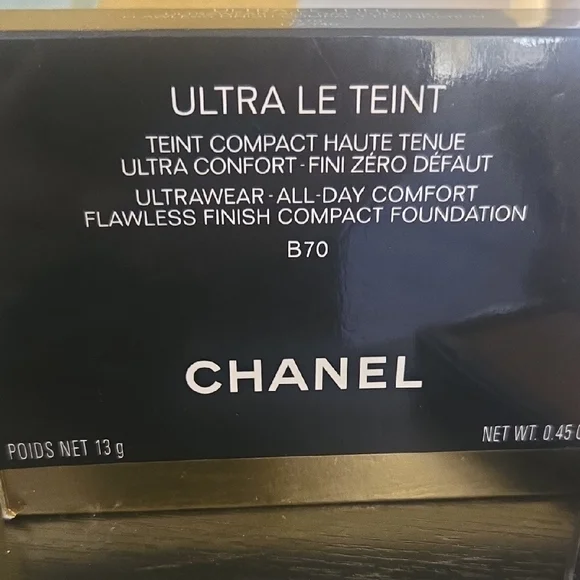 ULTRA LE TEINT
TEINT COMPACT HAUTE TENUE
ULTRA CONFORT-FINI ZÉRO DÉFAUT
ULTRAWEAR-ALL-DAY COMFORT
FLAWLESS FINISH COMPACT FOUNDATION
B70
CHANEL
POIDS NET 13 g
NET WT. 0.45